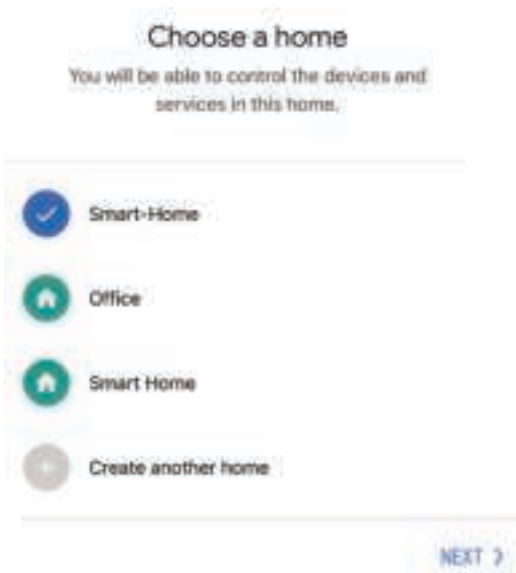 Choose a home
You will be able to control the devices and
services in this home.
Smart-Home
Office
Smart Home
Create another home
NEXT >